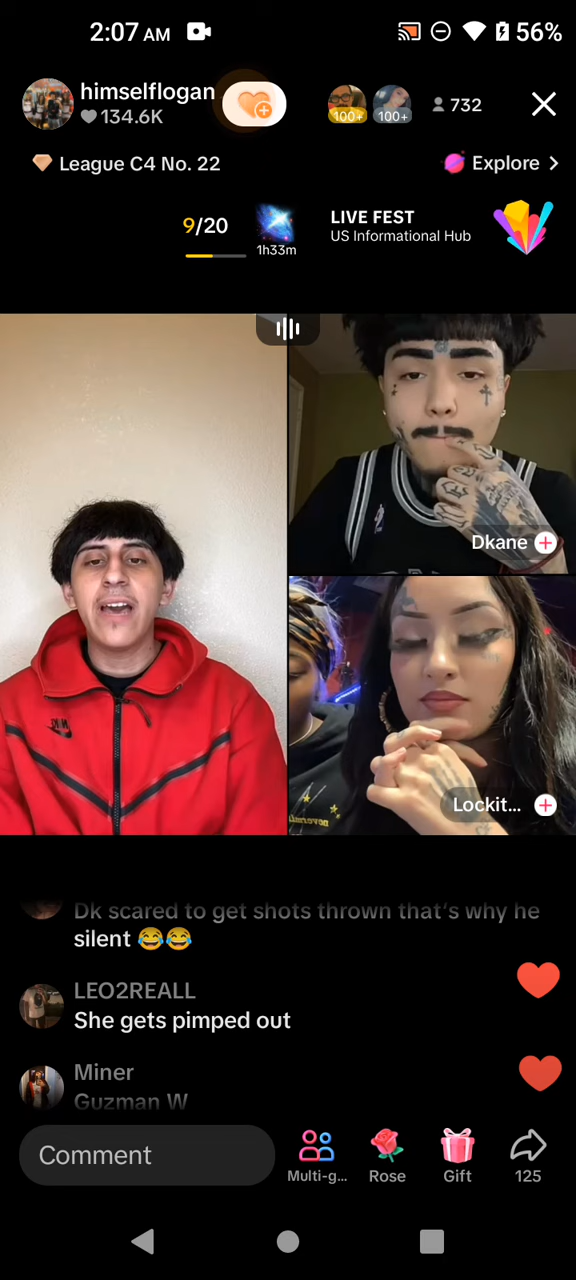 2:07 AM
56%
himselflogan
134.6K
100+
100+
732
League C4 No. 22
Explore >
9/20
1h33m
LIVE FEST
US Informational Hub
Dkane
Lockit...
Dk scared to get shots thrown that's why he
silent 😂😂
LEO2REALL
She gets pimped out
Miner
Guzman W
Comment
Multi-g...
Rose
Gift
125